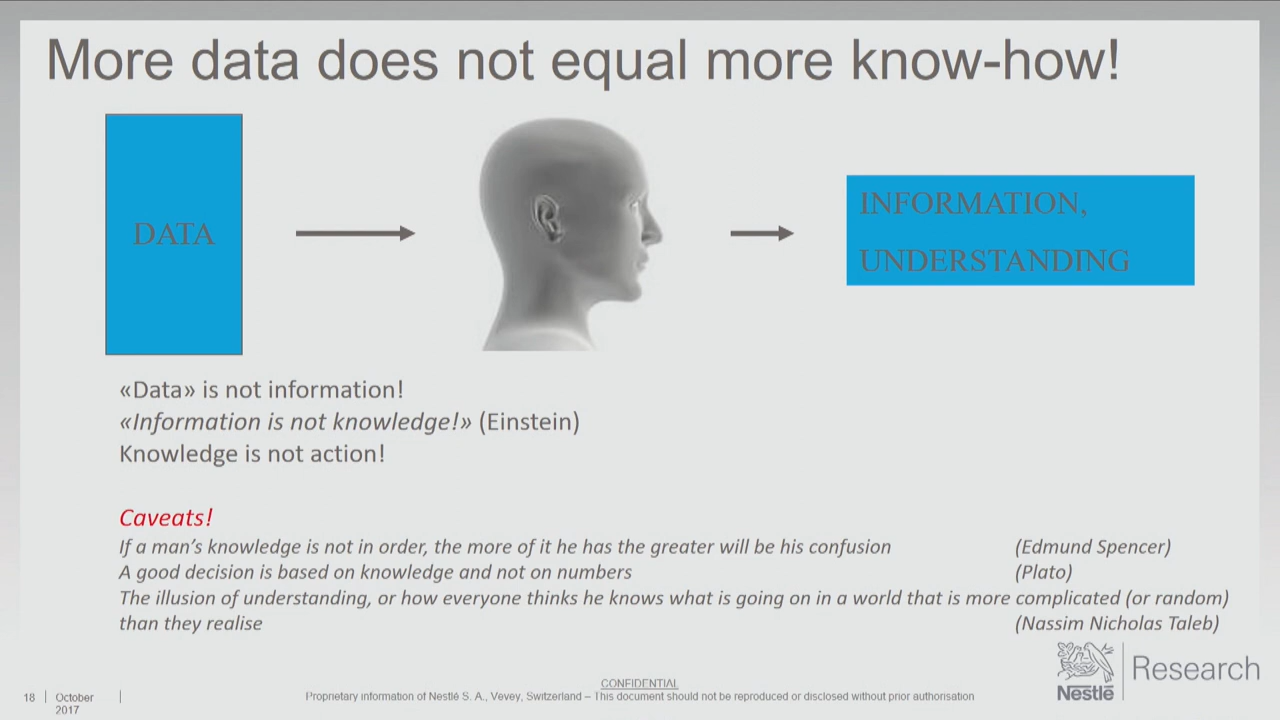 More data does not equal more know-how!
DATA
INFORMATION,
UNDERSTANDING
«Data» is not information!
«Information is not knowledge!» (Einstein)
Knowledge is not action!
Caveats!
If a man's knowledge is not in order, the more of it he has the greater will be his confusion (Edmund Spencer)
A good decision is based on knowledge and not on numbers (Plato)
The illusion of understanding, or how everyone thinks he knows what is going on in a world that is more complicated (or random)
than they realise (Nassim Nicholas Taleb)
Nestlé
Research
18
October
2017
CONFIDENTIAL
Proprietary information of Nestlé S. A., Vevey, Switzerland – This document should not be reproduced or disclosed without prior authorisation